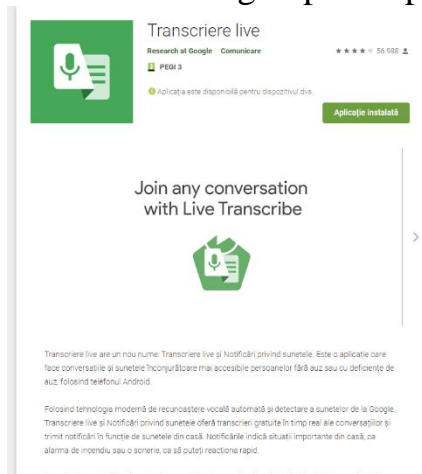 Transcriere live
Research at Google Comunicare
56.988
3 PEGI 3
Aplicația este disponibilă pentru dispozitivul dvs.
Aplicație instalată
Join any conversation
with Live Transcribe
Transcriere live are un nou nume: Transcriere live și Notificări privind sunetele. Este o aplicație care
face conversațiile și sunetele înconjurătoare mai accesibile persoanelor fără auz sau cu deficiențe de
auz, folosind telefonul Android.
Folosind tehnologia modernă de recunoaștere vocală automată și detectare a sunetelor de la Google,
Transcriere live și Notificări privind sunetele oferă transcrieri gratuite în timp real ale conversațiilor și
trimit notificări în funcție de sunetele din casă. Notificările indică situații importante din casă, ca
alarma de incendiu sau o sonerie, ca să puteți reacționa rapid.